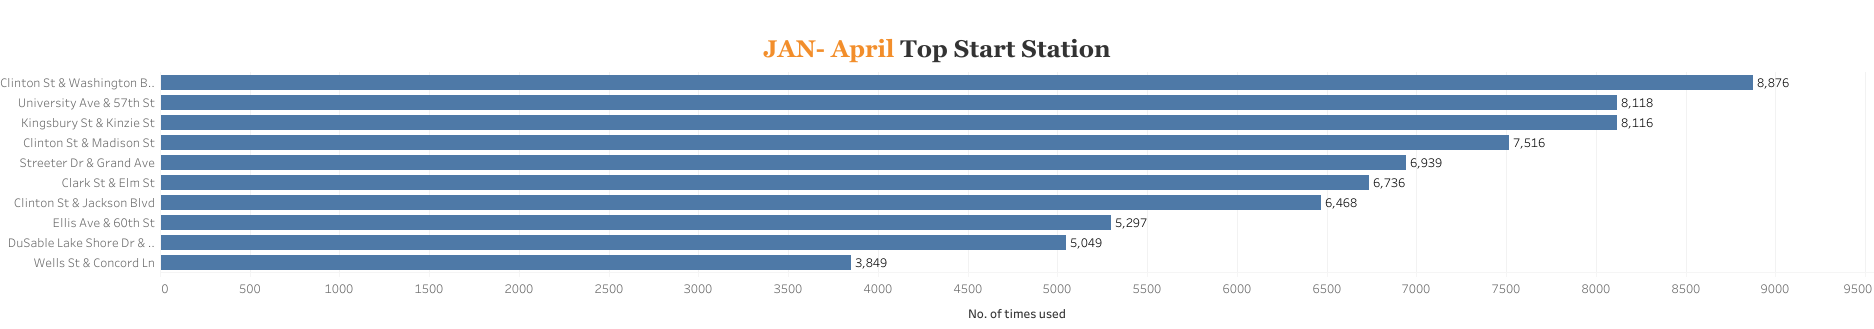 JAN- April Top Start Station
Clinton St & Washington B.. 8,876
University Ave & 57th St 8,118
Kingsbury St & Kinzie St 8,116
Clinton St & Madison St 7,516
Streeter Dr & Grand Ave 6,939
Clark St & Elm St 6,736
Clinton St & Jackson Blvd 6,468
Ellis Ave & 60th St 5,297
DuSable Lake Shore Dr & .. 5,049
Wells St & Concord Ln 3,849
0 500 1000 1500 2000 2500 3000 3500 4000 4500 5000 5500 6000 6500 7000 7500 8000 8500 9000 9500
No. of times used